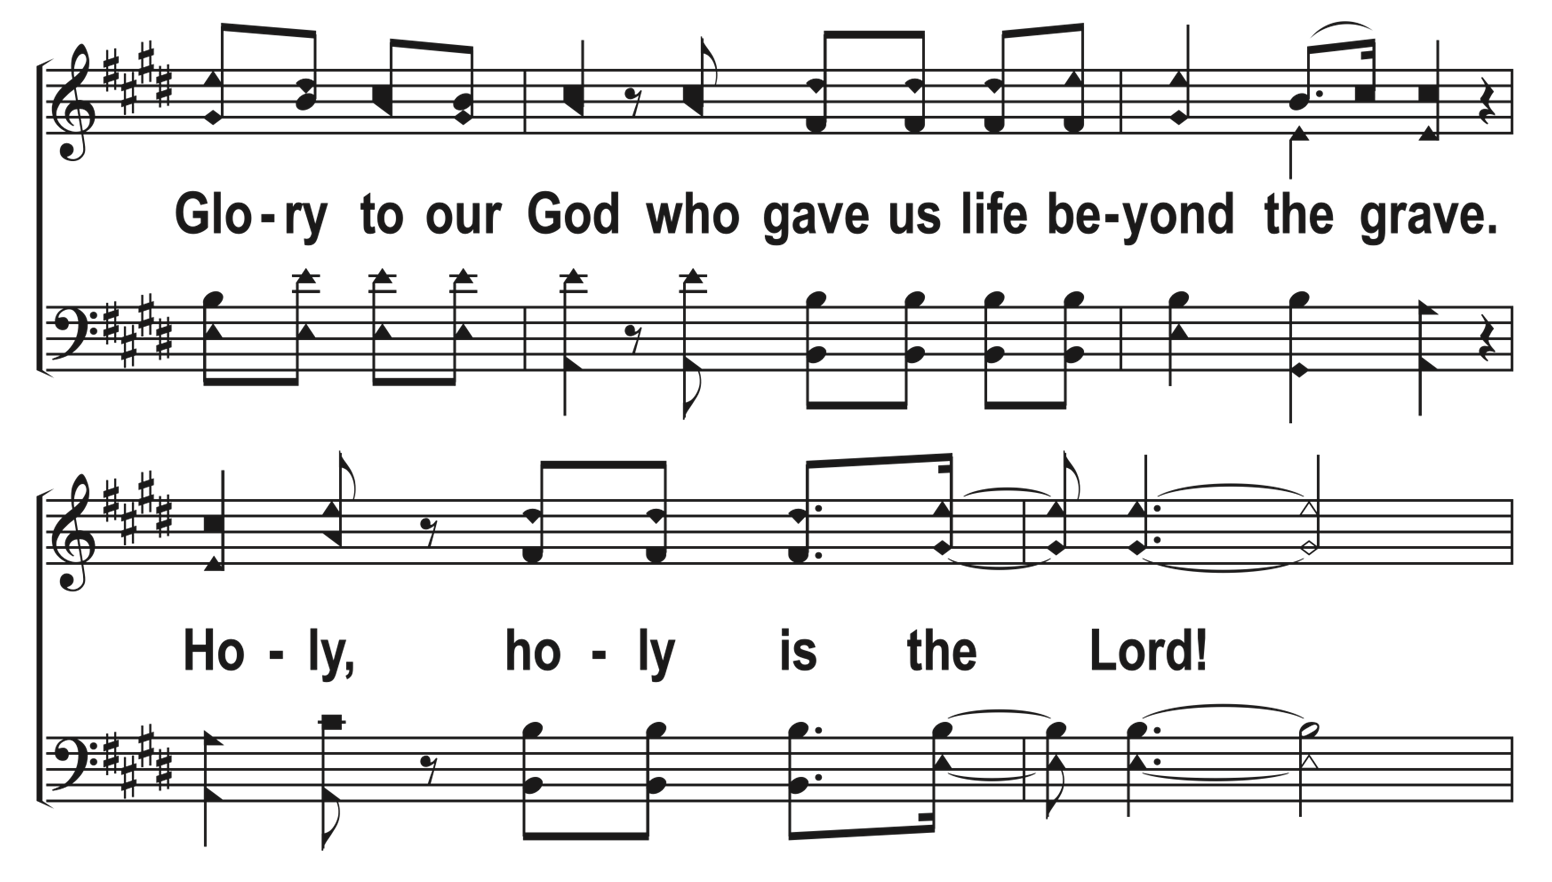 Glo - ry to our God who gave us life be-yond the grave.
Ho - ly, ho - ly is the Lord!